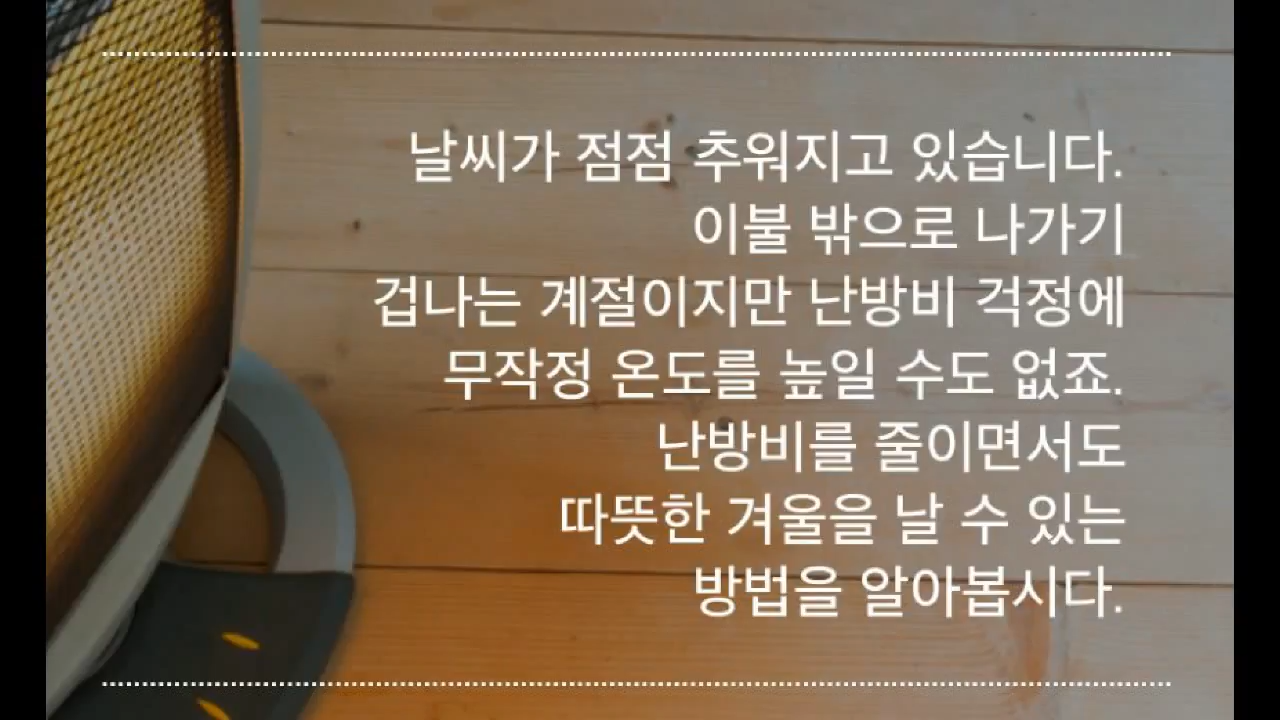 날씨가 점점 추워지고 있습니다.
이불 밖으로 나가기
겁나는 계절이지만 난방비 걱정에
무작정 온도를 높일 수도 없죠.
난방비를 줄이면서도
따뜻한 겨울을 날 수 있는
방법을 알아봅시다.